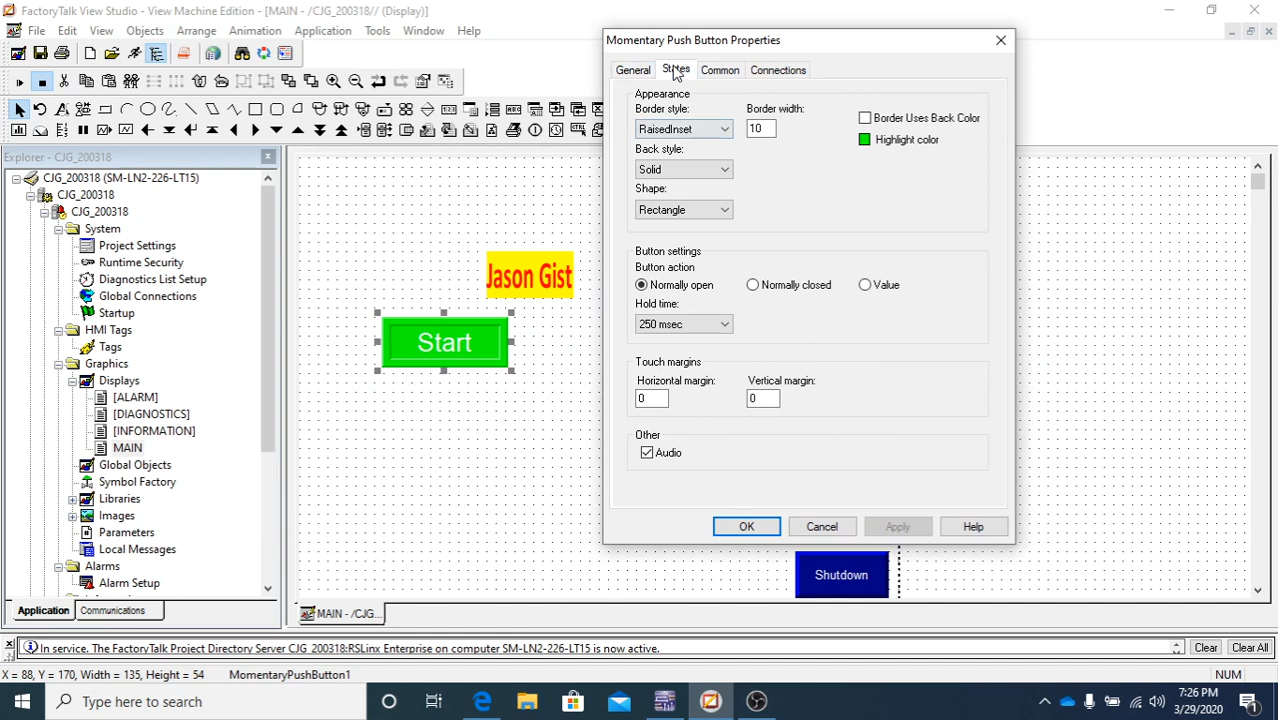 FactoryTalk View Studio - View Machine Edition - [MAIN - /CJG_200318// (Display)]
File Edit View Objects Arrange Animation Application Tools Window Help
Explorer - CJG_200318
CJG_200318 (SM-LN2-226-LT15)
CJG_200318
CJG_200318
System
Project Settings
Runtime Security
Diagnostics List Setup
Global Connections
Startup
HMI Tags
Tags
Graphics
Displays
[ALARM]
[DIAGNOSTICS]
[INFORMATION]
MAIN
Global Objects
Symbol Factory
Libraries
Images
Parameters
Local Messages
Alarms
Alarm Setup
Application Communications
Jason Gist
Start
Shutdown
MAIN - /CJG...
Momentary Push Button Properties
General States Common Connections
Appearance
Border style: Border width:
RaisedInset 10
Border Uses Back Color
Highlight color
Back style:
Solid
Shape:
Rectangle
Button settings
Button action
Normally open Normally closed Value
Hold time:
250 msec
Touch margins
Horizontal margin: Vertical margin:
0 0
Other
Audio
OK Cancel Apply Help
In service. The FactoryTalk Project Directory Server CJG_200318:RSLinx Enterprise on computer SM-LN2-226-LT15 is now active.
Clear Clear All
X = 88, Y = 170, Width = 135, Height = 54 MomentaryPushButton1 NUM
Type here to search
7:26 PM
3/29/2020
1